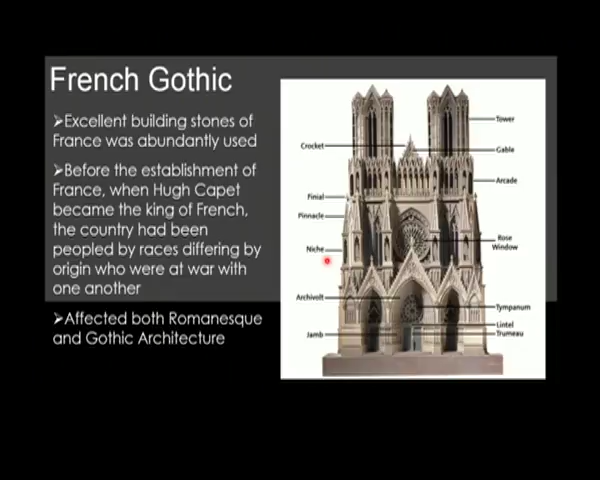 French Gothic
➢Excellent building stones of
France was abundantly used
➢Before the establishment of
France, when Hugh Capet
became the king of French,
the country had been
peopled by races differing by
origin who were at war with
one another
➢Affected both Romanesque
and Gothic Architecture
Tower
Crocket
Gable
Arcade
Finial
Pinnacle
Rose
Window
Niche
Archivolt
Tympanum
Lintel
Jamb
Trumeau